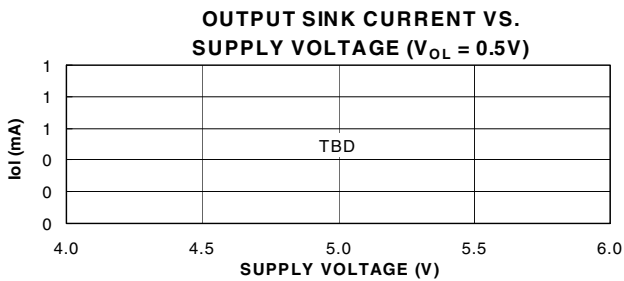 OUTPUT SINK CURRENT VS.
SUPPLY VOLTAGE (VOL = 0.5V)
Iol (mA)
1
1
1
0
0
0
TBD
4.0 4.5 5.0 5.5 6.0
SUPPLY VOLTAGE (V)